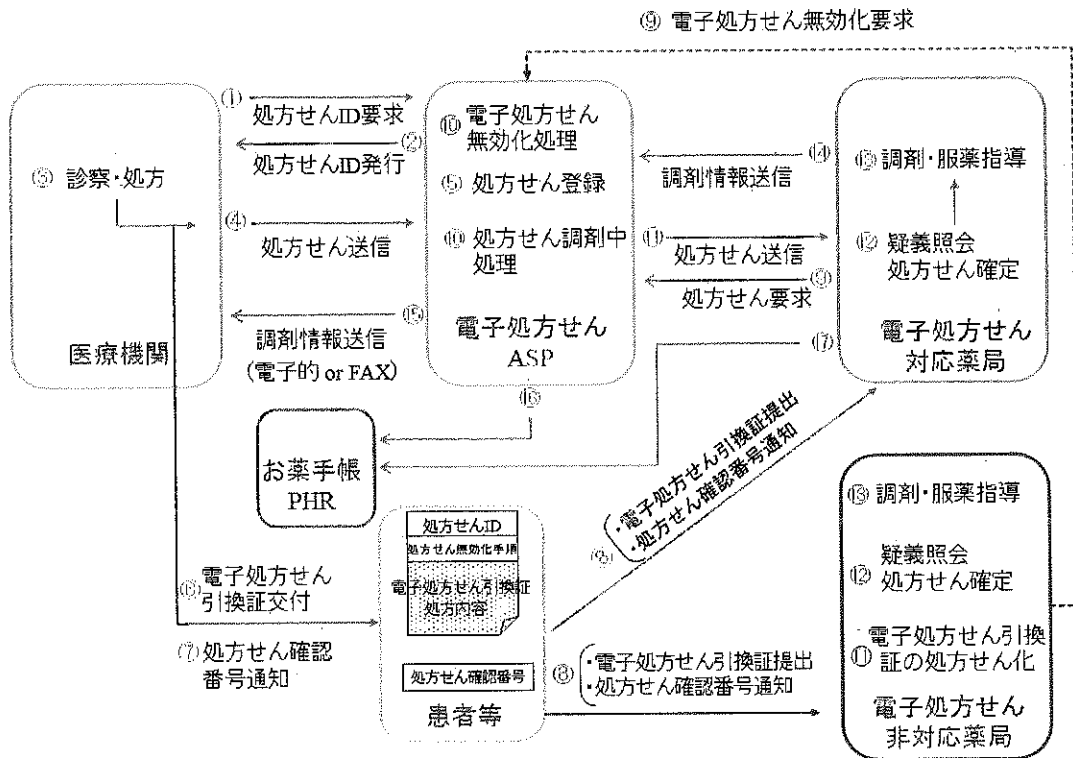 ⑨ 電子処方せん無効化要求
①
処方せんID要求
②
処方せんID発行
③ 診察・処方
④
処方せん送信
⑮
調剤情報送信
(電子的 or FAX)
医療機関
⑩ 電子処方せん
無効化処理
⑤ 処方せん登録
⑩ 処方せん調剤中
処理
電子処方せん
ASP
⑯
⑭
調剤情報送信
⑪
処方せん送信
⑨
処方せん要求
⑰
⑬ 調剤・服薬指導
⑫ 疑義照会
処方せん確定
電子処方せん
対応薬局
お薬手帳
PHR
⑧
・電子処方せん引換証提出
・処方せん確認番号通知
⑥ 電子処方せん
引換証交付
⑦ 処方せん確認
番号通知
処方せんID
処方せん無効化手順
電子処方せん引換証
処方内容
処方せん確認番号
患者等
⑧
・電子処方せん引換証提出
・処方せん確認番号通知
⑬ 調剤・服薬指導
⑫ 疑義照会
処方せん確定
⑪ 電子処方せん引換
証の処方せん化
電子処方せん
非対応薬局